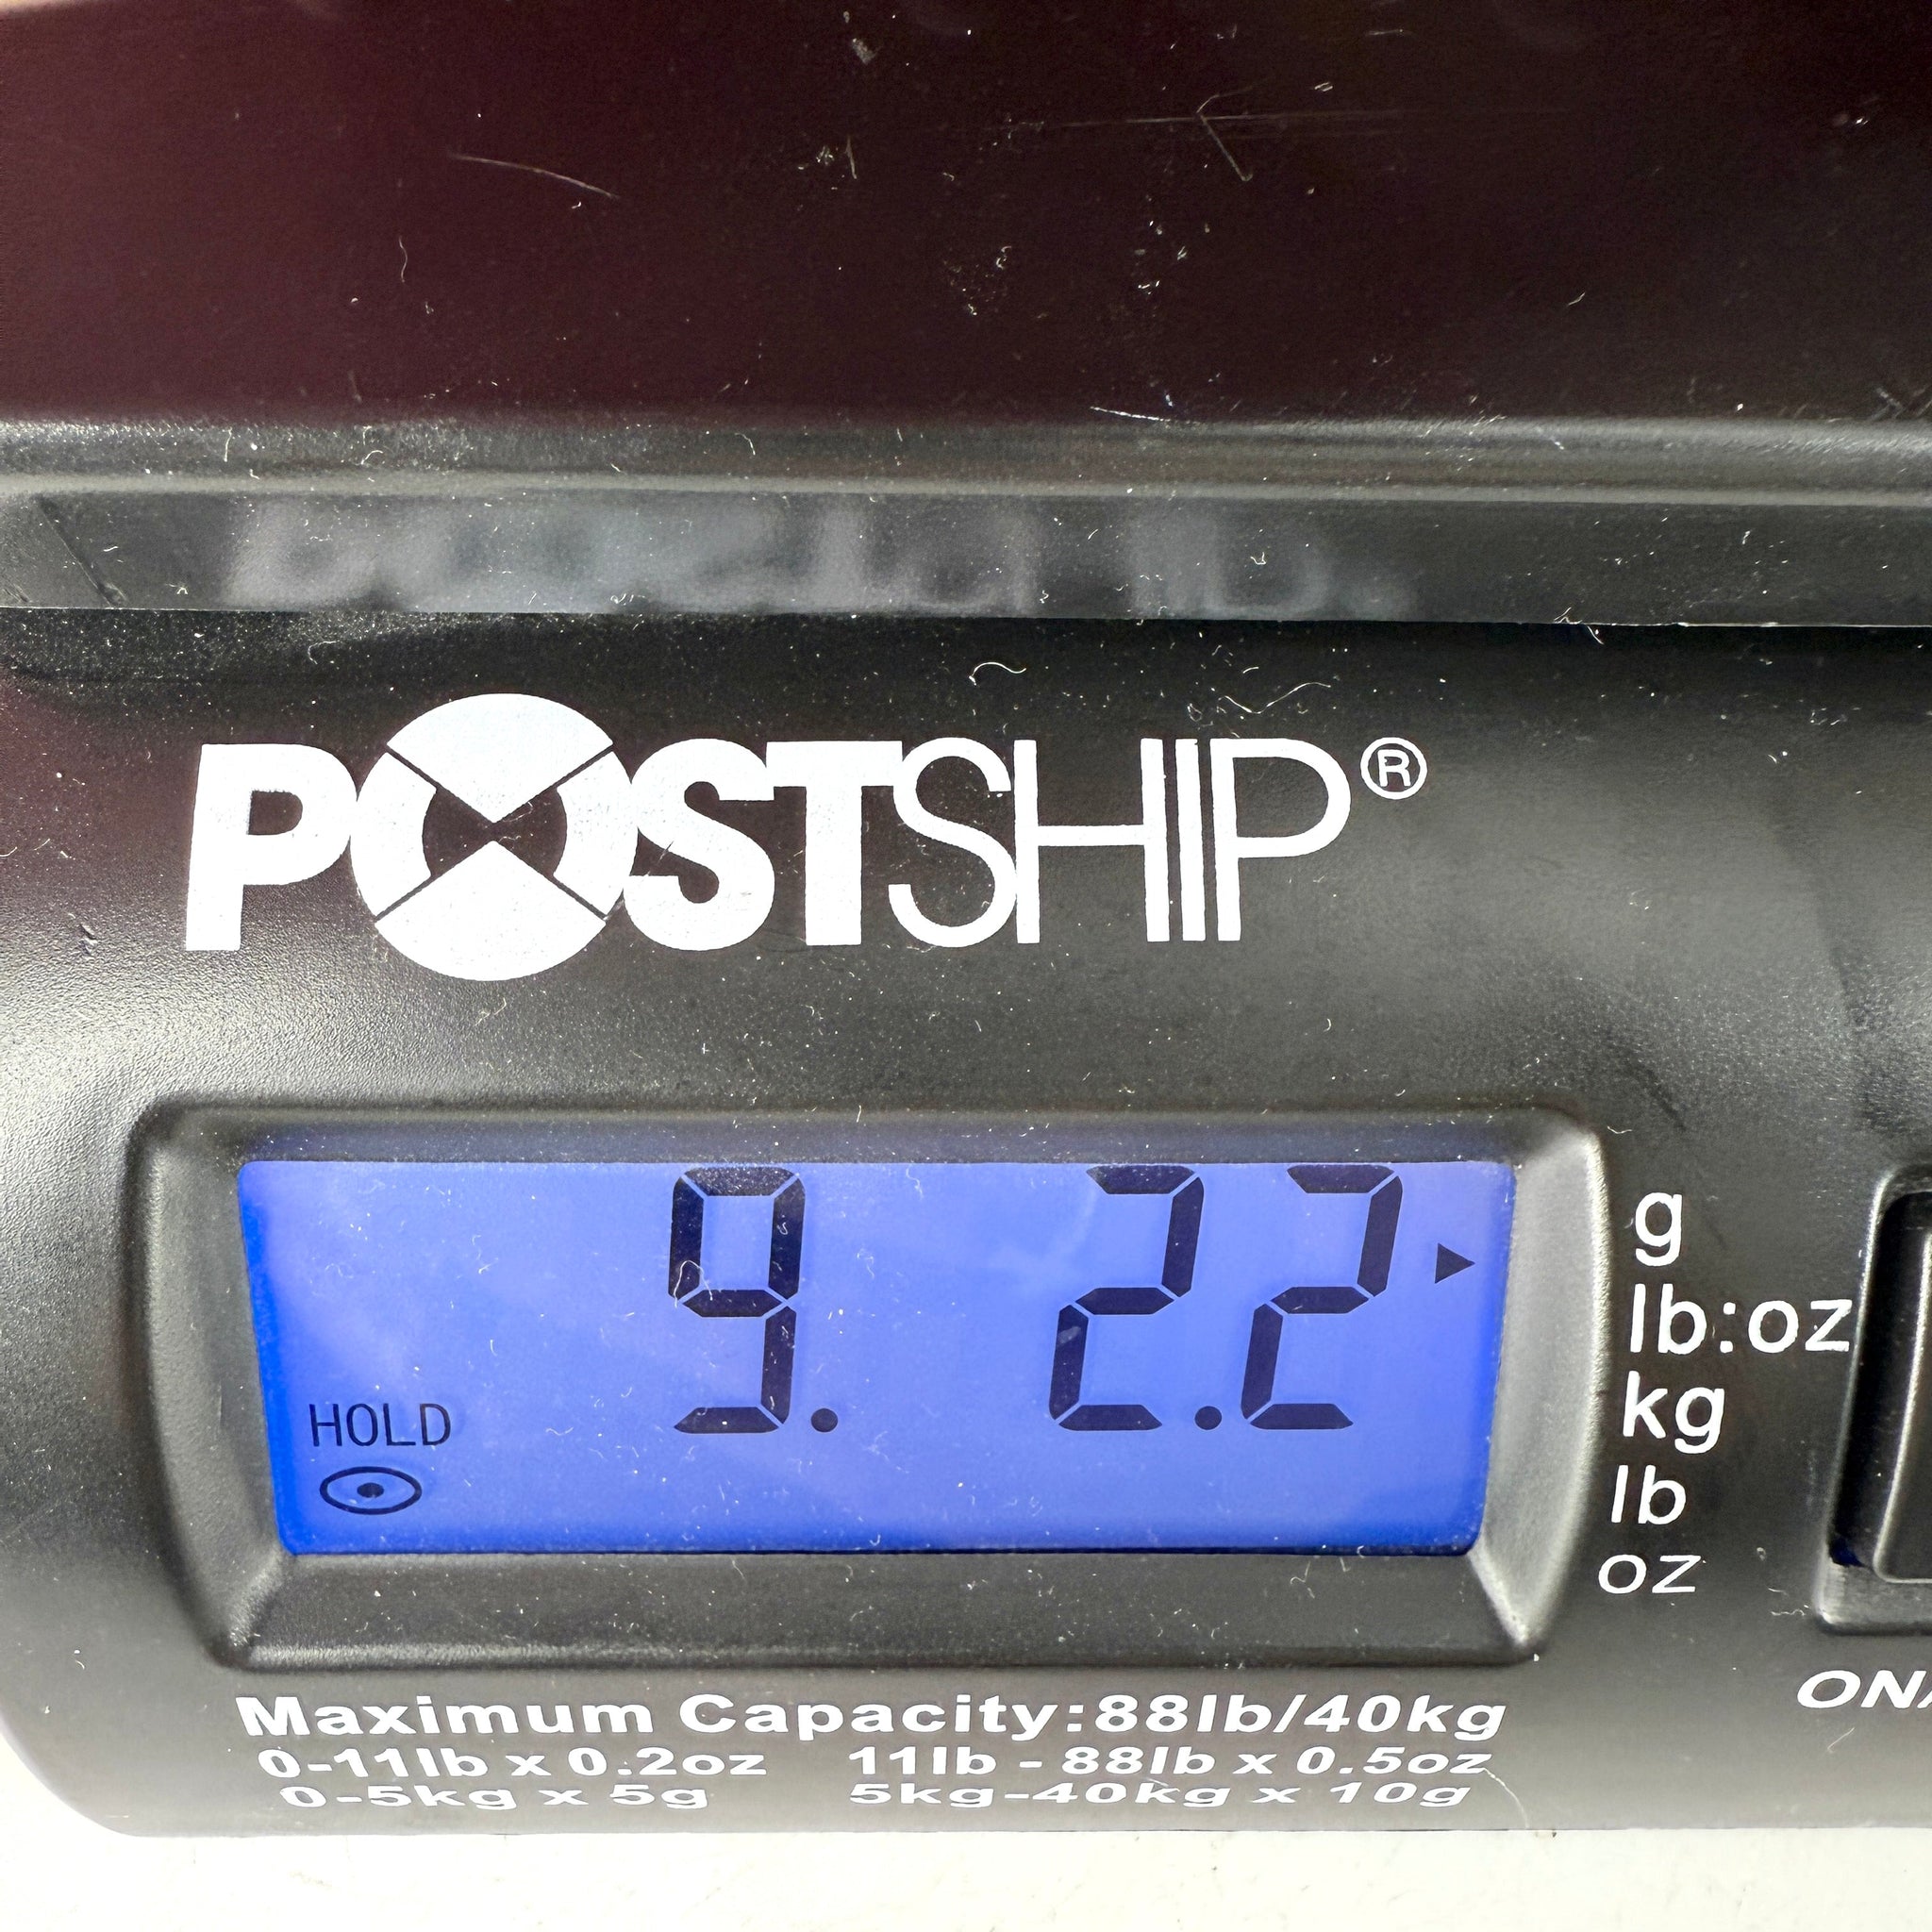 POSTSHIP®
9. 2.2
g
lb:oz
kg
lb
oz
HOLD
Maximum Capacity:88lb/40kg
0-11lb x 0.2oz 11lb - 88lb x 0.5oz
0-5kg x 5g 5kg-40kg x 10g
ON/